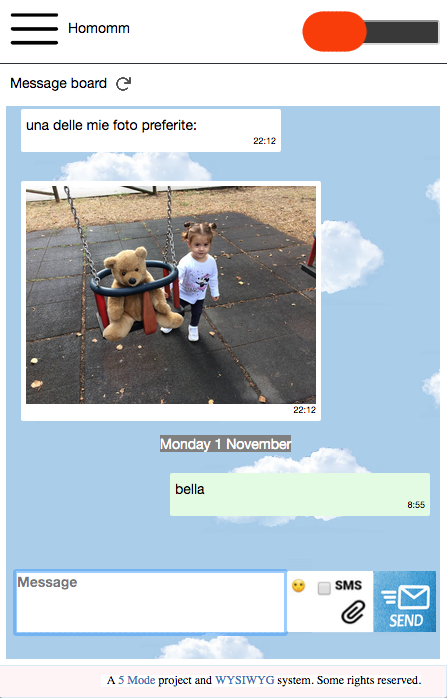 Homomm
Message board
una delle mie foto preferite:
22:12
22:12
Monday 1 November
bella
8:55
Message
SMS
SEND
A 5 Mode project and WYSIWYG system. Some rights reserved.